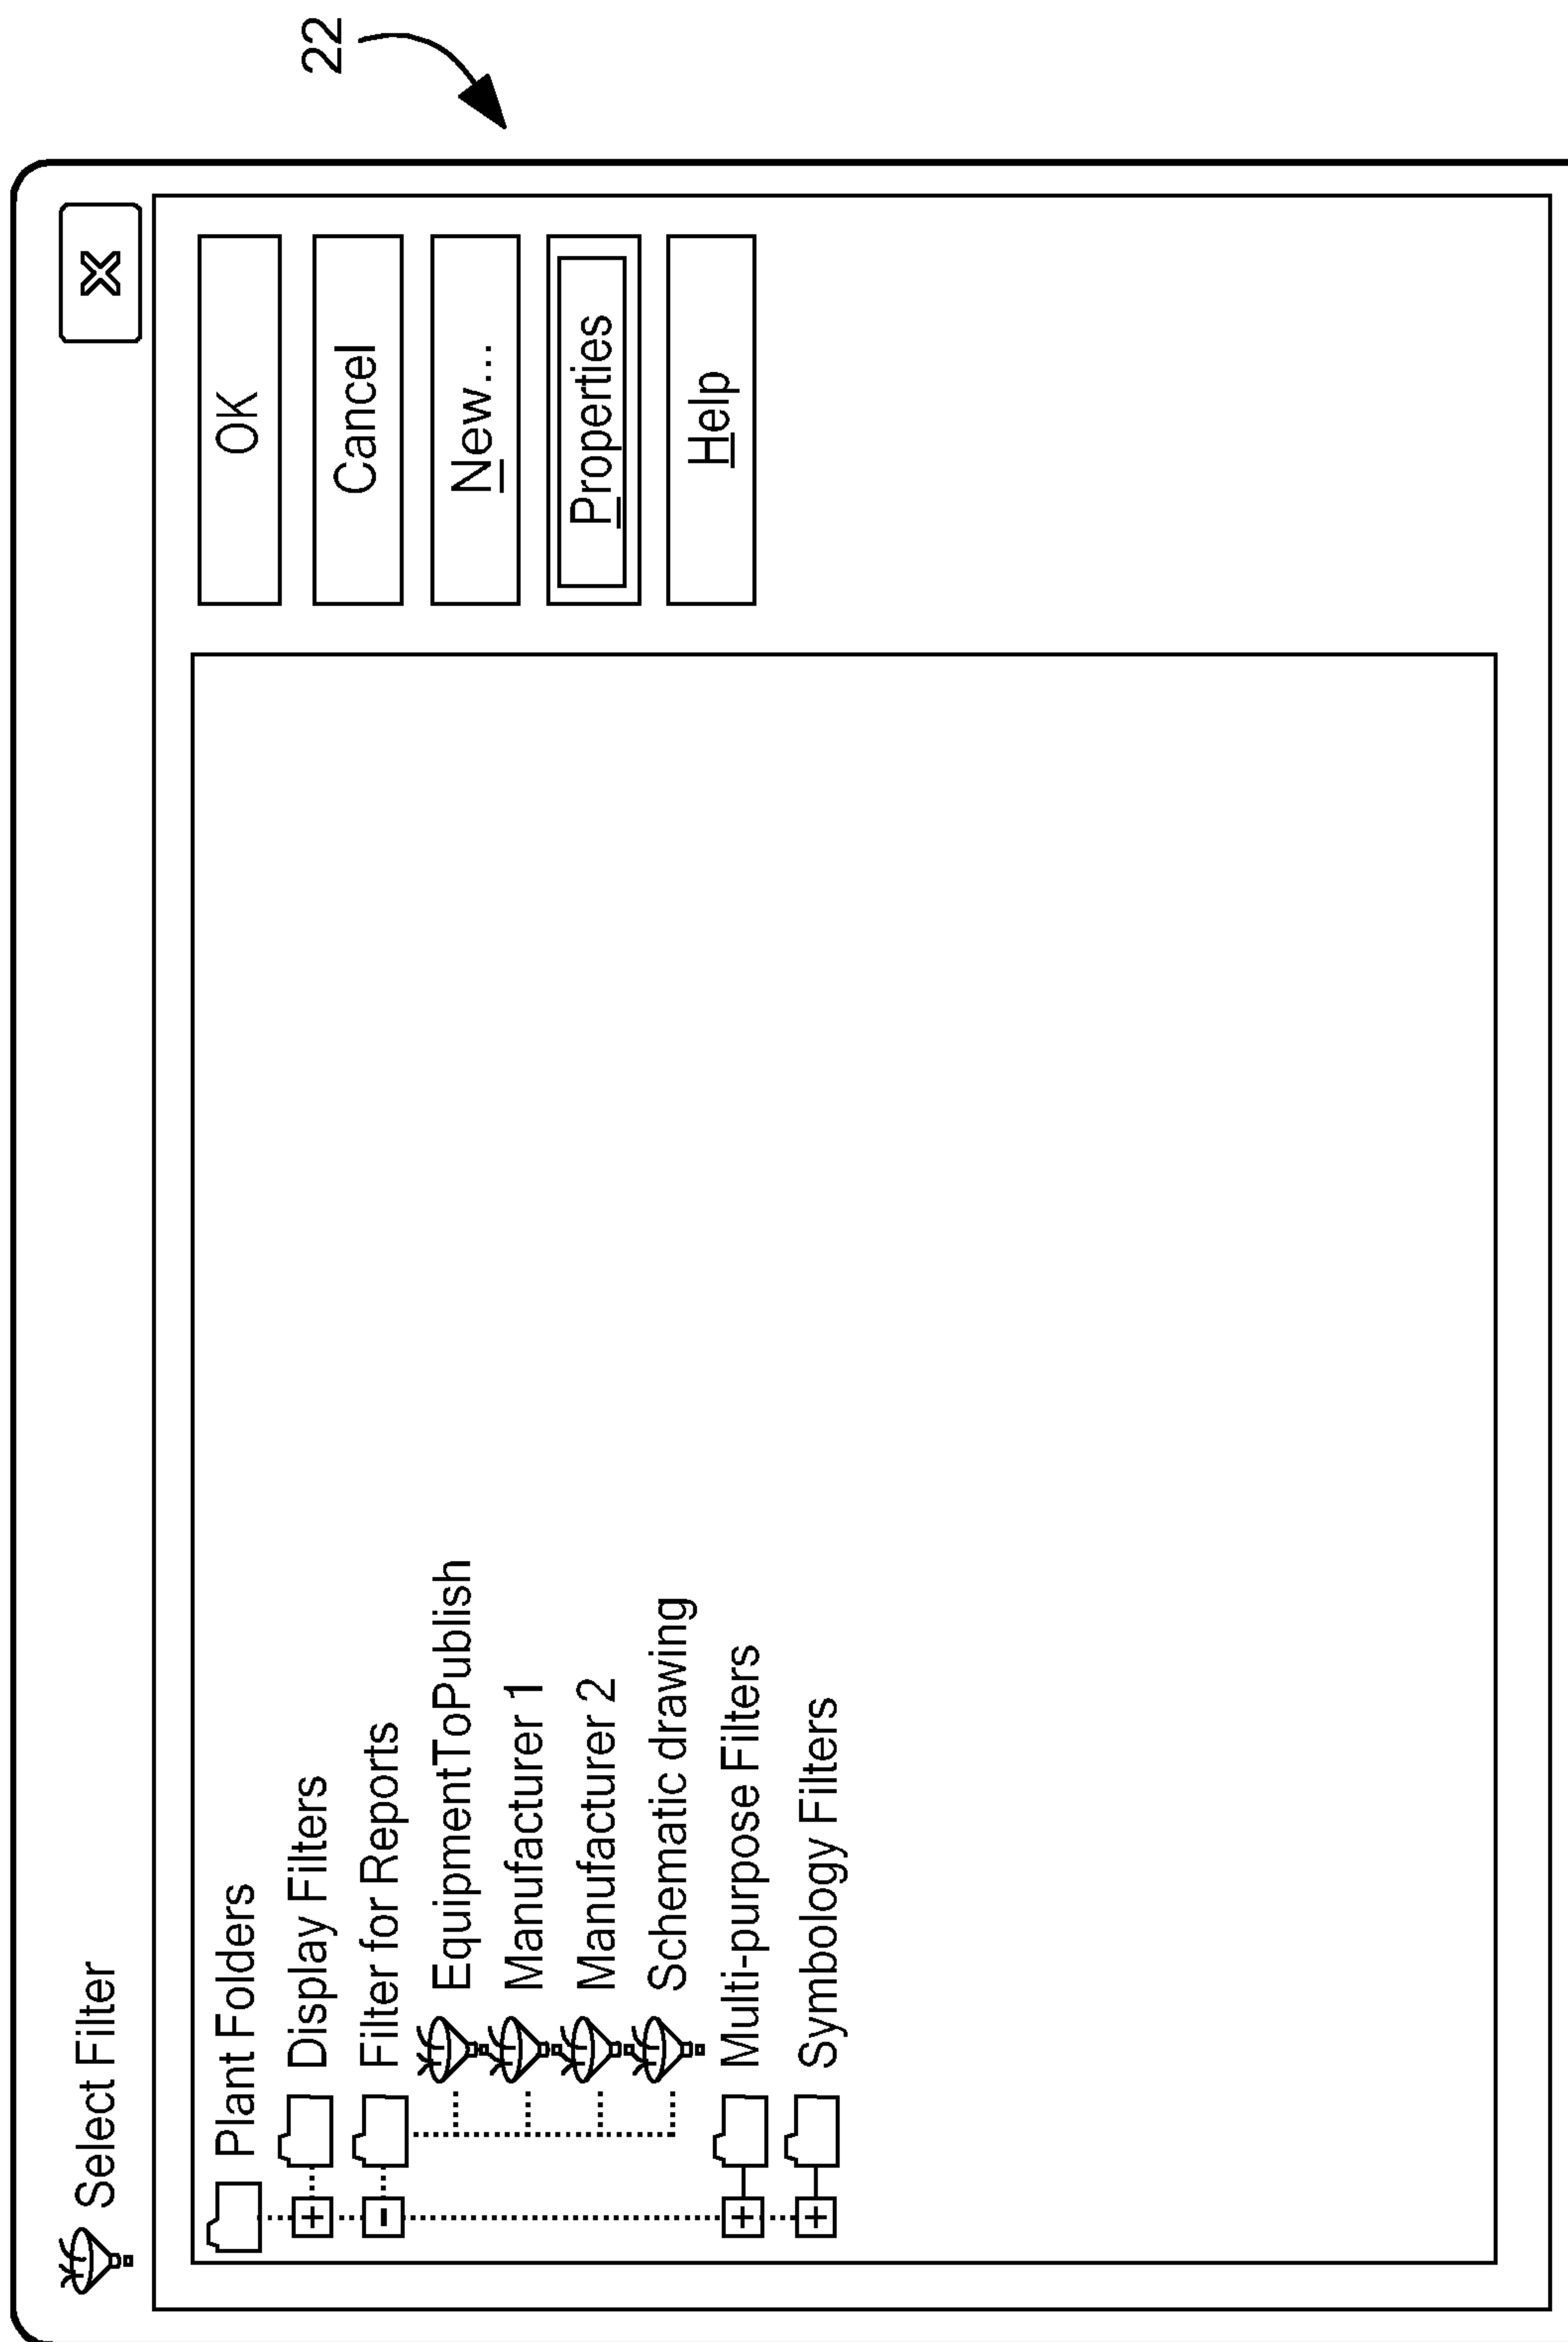 22
Select Filter
X
Plant Folders
Display Filters
Filter for Reports
EquipmentToPublish
Manufacturer 1
Manufacturer 2
Schematic drawing
Multi-purpose Filters
Symbology Filters
OK
Cancel
New...
Properties
Help